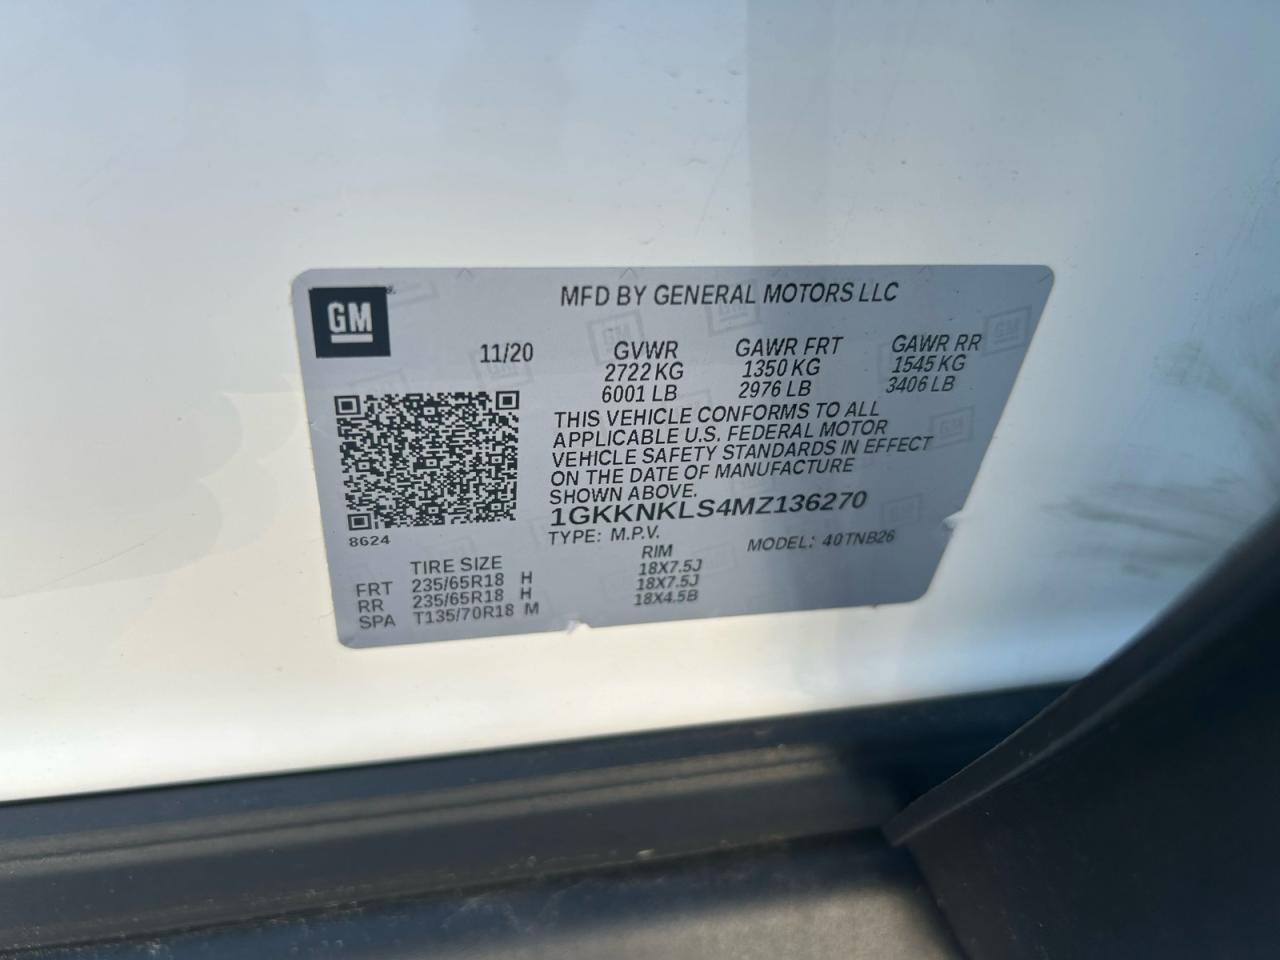 GM
MFD BY GENERAL MOTORS LLC
11/20 GVWR GAWR FRT GAWR RR
2722 KG 1350 KG 1545 KG
6001 LB 2976 LB 3406 LB
THIS VEHICLE CONFORMS TO ALL
APPLICABLE U.S. FEDERAL MOTOR
VEHICLE SAFETY STANDARDS IN EFFECT
ON THE DATE OF MANUFACTURE
SHOWN ABOVE.
1GKKNKLS4MZ136270
8624
TYPE: M.P.V. MODEL: 40TNB26
TIRE SIZE RIM
FRT 235/65R18 H 18X7.5J
RR 235/65R18 H 18X7.5J
SPA T135/70R18 M 18X4.5B